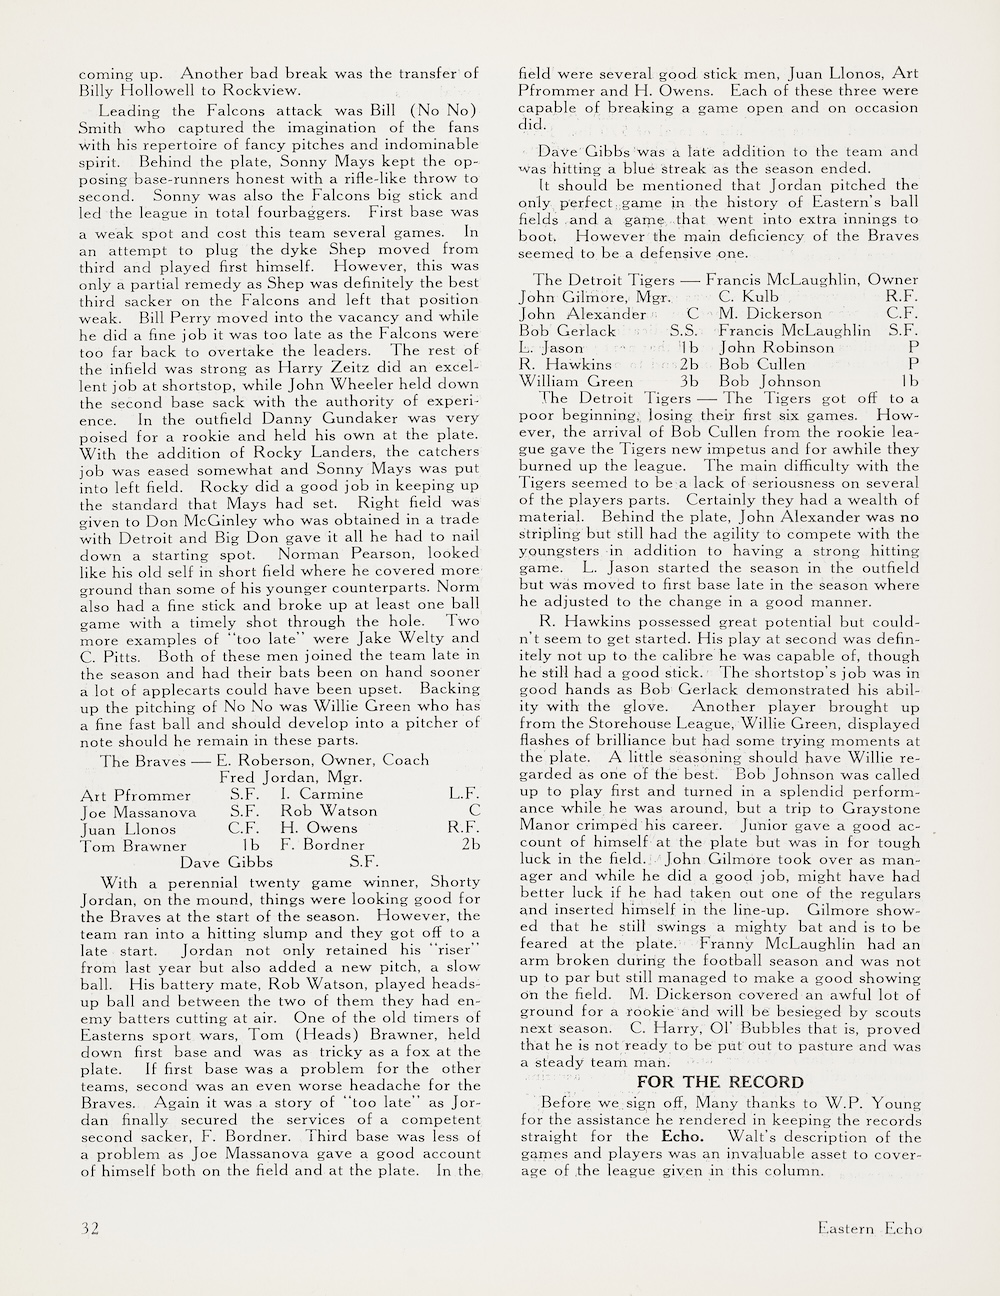 coming up. Another bad break was the transfer of
Billy Hollowell to Rockview.
Leading the Falcons attack was Bill (No No)
Smith who captured the imagination of the fans
with his repertoire of fancy pitches and indominable
spirit. Behind the plate, Sonny Mays kept the op-
posing base-runners honest with a rifle-like throw to
second. Sonny was also the Falcons big stick and
led the league in total fourbaggers. First base was
a weak spot and cost this team several games. In
an attempt to plug the dyke Shep moved from
third and played first himself. However, this was
only a partial remedy as Shep was definitely the best
third sacker on the Falcons and left that position
weak. Bill Perry moved into the vacancy and while
he did a fine job it was too late as the Falcons were
too far back to overtake the leaders. The rest of
the infield was strong as Harry Zeitz did an excel-
lent job at shortstop, while John Wheeler held down
the second base sack with the authority of experi-
ence. In the outfield Danny Gundaker was very
poised for a rookie and held his own at the plate.
With the addition of Rocky Landers, the catchers
job was eased somewhat and Sonny Mays was put
into left field. Rocky did a good job in keeping up
the standard that Mays had set. Right field was
given to Don McGinley who was obtained in a trade
with Detroit and Big Don gave it all he had to nail
down a starting spot. Norman Pearson, looked
like his old self in short field where he covered more
ground than some of his younger counterparts. Norm
also had a fine stick and broke up at least one ball
game with a timely shot through the hole. Two
more examples of "too late" were Jake Welty and
C. Pitts. Both of these men joined the team late in
the season and had their bats been on hand sooner
a lot of applecarts could have been upset. Backing
up the pitching of No No was Willie Green who has
a fine fast ball and should develop into a pitcher of
note should he remain in these parts.
The Braves — E. Roberson, Owner, Coach
Fred Jordan, Mgr.
Art Pfrommer S.F. I. Carmine L.F.
Joe Massanova S.F. Rob Watson C
Juan Llonos C.F. H. Owens R.F.
Tom Brawner 1b F. Bordner 2b
Dave Gibbs S.F.
With a perennial twenty game winner, Shorty
Jordan, on the mound, things were looking good for
the Braves at the start of the season. However, the
team ran into a hitting slump and they got off to a
late start. Jordan not only retained his "riser"
from last year but also added a new pitch, a slow
ball. His battery mate, Rob Watson, played heads-
up ball and between the two of them they had en-
emy batters cutting at air. One of the old timers of
Easterns sport wars, Tom (Heads) Brawner, held
down first base and was as tricky as a fox at the
plate. If first base was a problem for the other
teams, second was an even worse headache for the
Braves. Again it was a story of "too late" as Jor-
dan finally secured the services of a competent
second sacker, F. Bordner. Third base was less of
a problem as Joe Massanova gave a good account
of himself both on the field and at the plate. In the
field were several good stick men, Juan Llonos, Art
Pfrommer and H. Owens. Each of these three were
capable of breaking a game open and on occasion
did.
Dave Gibbs was a late addition to the team and
was hitting a blue streak as the season ended.
It should be mentioned that Jordan pitched the
only perfect game in the history of Eastern's ball
fields and a game that went into extra innings to
boot. However the main deficiency of the Braves
seemed to be a defensive one.
The Detroit Tigers — Francis McLaughlin, Owner
John Gilmore, Mgr. C. Kulb R.F.
John Alexander C M. Dickerson C.F.
Bob Gerlack S.S. Francis McLaughlin S.F.
L. Jason 1b John Robinson P
R. Hawkins 2b Bob Cullen P
William Green 3b Bob Johnson 1b
The Detroit Tigers — The Tigers got off to a
poor beginning, losing their first six games. How-
ever, the arrival of Bob Cullen from the rookie lea-
gue gave the Tigers new impetus and for awhile they
burned up the league. The main difficulty with the
Tigers seemed to be a lack of seriousness on several
of the players parts. Certainly they had a wealth of
material. Behind the plate, John Alexander was no
stripling but still had the agility to compete with the
youngsters in addition to having a strong hitting
game. L. Jason started the season in the outfield
but was moved to first base late in the season where
he adjusted to the change in a good manner.
R. Hawkins possessed great potential but could-
n't seem to get started. His play at second was defin-
itely not up to the calibre he was capable of, though
he still had a good stick. The shortstop's job was in
good hands as Bob Gerlack demonstrated his abil-
ity with the glove. Another player brought up
from the Storehouse League, Willie Green, displayed
flashes of brilliance but had some trying moments at
the plate. A little seasoning should have Willie re-
garded as one of the best. Bob Johnson was called
up to play first and turned in a splendid perform-
ance while he was around, but a trip to Graystone
Manor crimped his career. Junior gave a good ac-
count of himself at the plate but was in for tough
luck in the field. John Gilmore took over as man-
ager and while he did a good job, might have had
better luck if he had taken out one of the regulars
and inserted himself in the line-up. Gilmore show-
ed that he still swings a mighty bat and is to be
feared at the plate. Franny McLaughlin had an
arm broken during the football season and was not
up to par but still managed to make a good showing
on the field. M. Dickerson covered an awful lot of
ground for a rookie and will be besieged by scouts
next season. C. Harry, Ol' Bubbles that is, proved
that he is not ready to be put out to pasture and was
a steady team man.
FOR THE RECORD
Before we sign off, Many thanks to W.P. Young
for the assistance he rendered in keeping the records
straight for the Echo. Walt's description of the
games and players was an invaluable asset to cover-
age of the league given in this column.
32
Eastern Echo